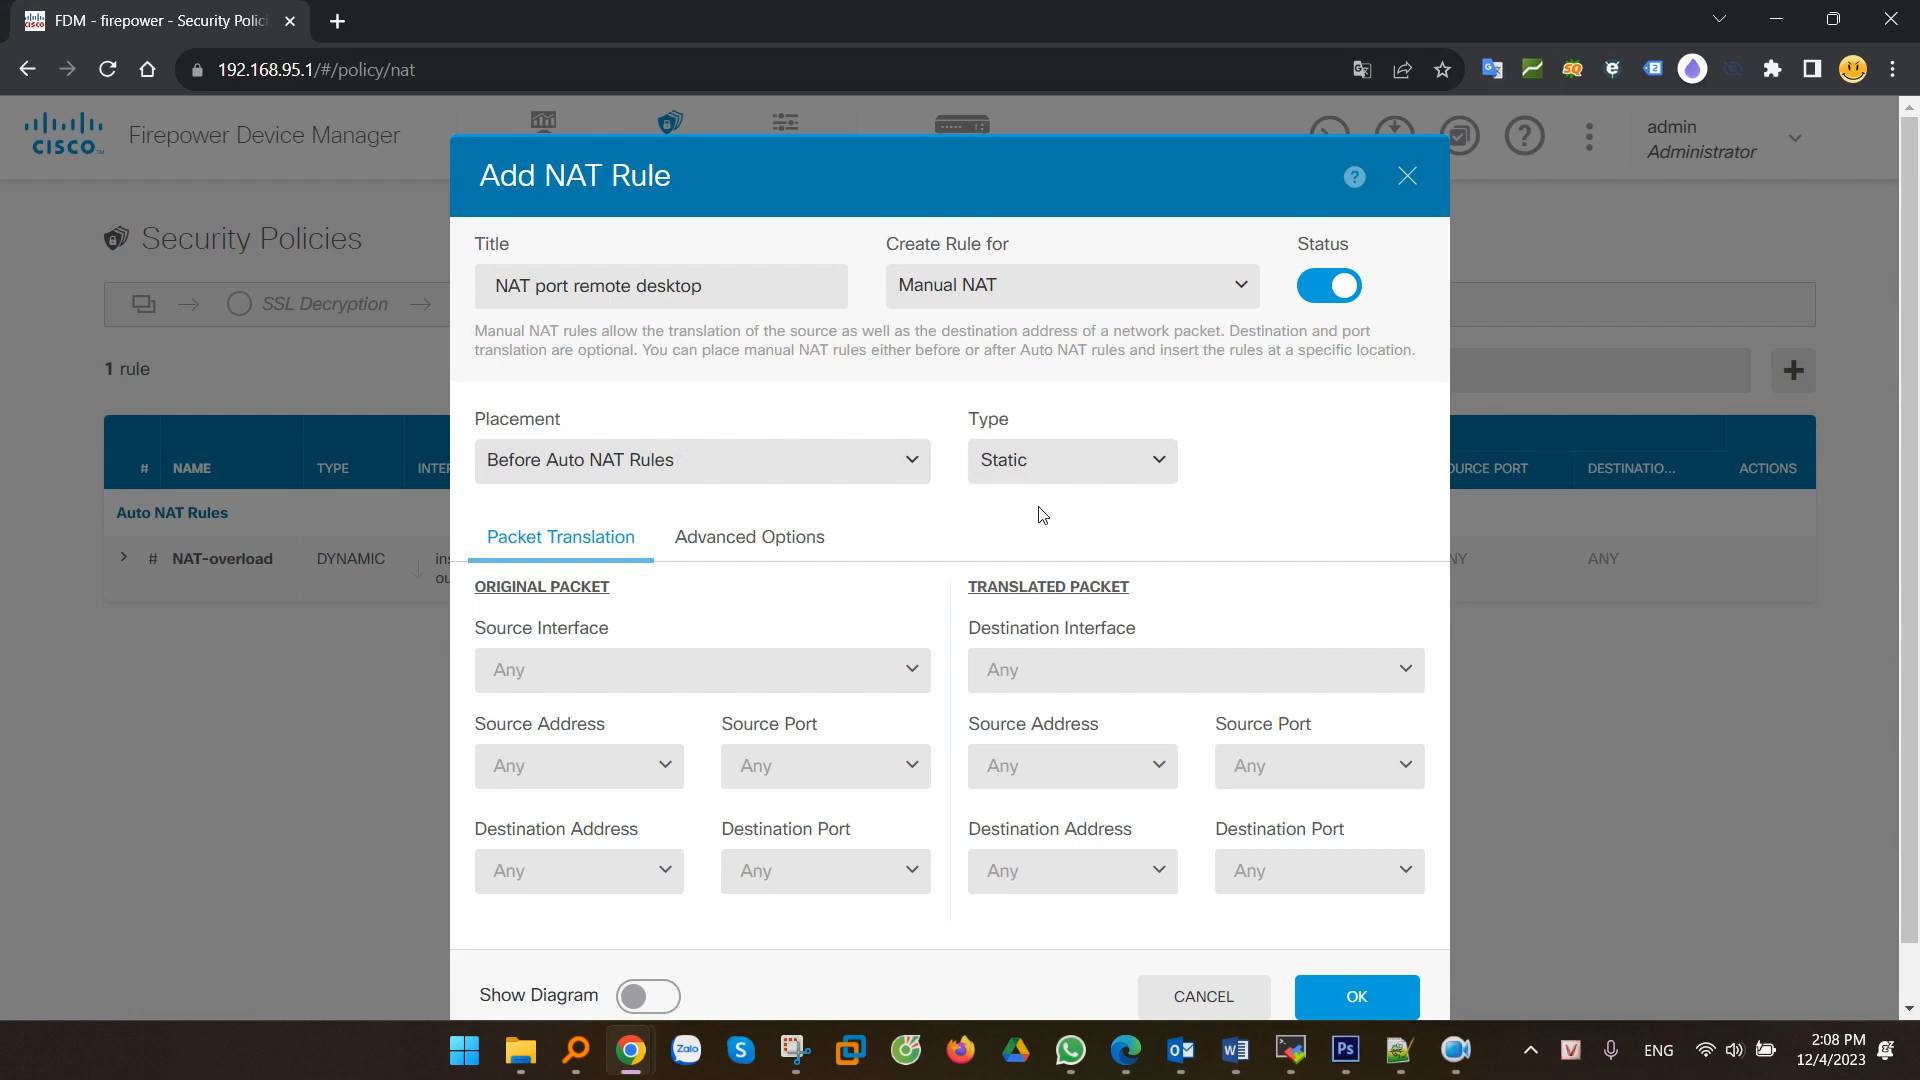 FDM - firepower - Security Polic
192.168.95.1/#/policy/nat
CISCO
Firepower Device Manager
admin
Administrator
Add NAT Rule
Security Policies
SSL Decryption
1 rule
Title
Create Rule for
Status
NAT port remote desktop
Manual NAT
Manual NAT rules allow the translation of the source as well as the destination address of a network packet. Destination and port
translation are optional. You can place manual NAT rules either before or after Auto NAT rules and insert the rules at a specific location.
Placement
Type
Before Auto NAT Rules
Static
# NAME TYPE INTE
URCE PORT DESTINATIO... ACTIONS
Auto NAT Rules
# NAT-overload DYNAMIC in
ou
NY ANY
Packet Translation
Advanced Options
ORIGINAL PACKET
TRANSLATED PACKET
Source Interface
Destination Interface
Any
Any
Source Address
Source Port
Source Address
Source Port
Any
Any
Any
Any
Destination Address
Destination Port
Destination Address
Destination Port
Any
Any
Any
Any
Show Diagram
CANCEL
OK
Zalo
Ps
ENG
2:08 PM
12/4/2023